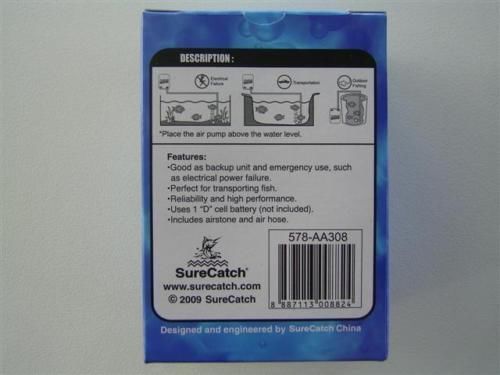 DESCRIPTION :
Electrical
Failure
Transportation
Outdoor
Fishing
*Place the air pump above the water level.
Features:
•Good as backup unit and emergency use, such
as electrical power failure.
•Perfect for transporting fish.
•Reliability and high performance.
•Uses 1 "D" cell battery (not included).
•Includes airstone and air hose.
578-AA308
SureCatch®
www.surecatch.com
© 2009 SureCatch
8 887113 008824
Designed and engineered by SureCatch China